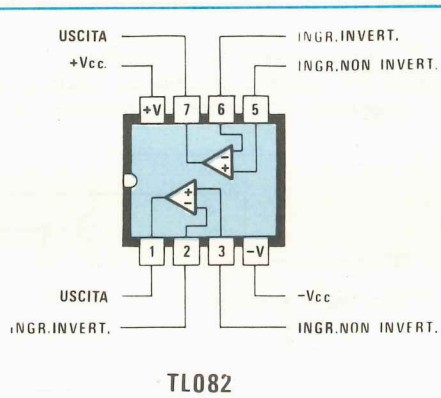 USCITA
INGR.INVERT.
+Vcc.
INGR.NON INVERT.
+V 7 6 5
- +
+ -
1 2 3 -V
USCITA
-Vcc
INGR.INVERT.
INGR.NON INVERT.
TL082